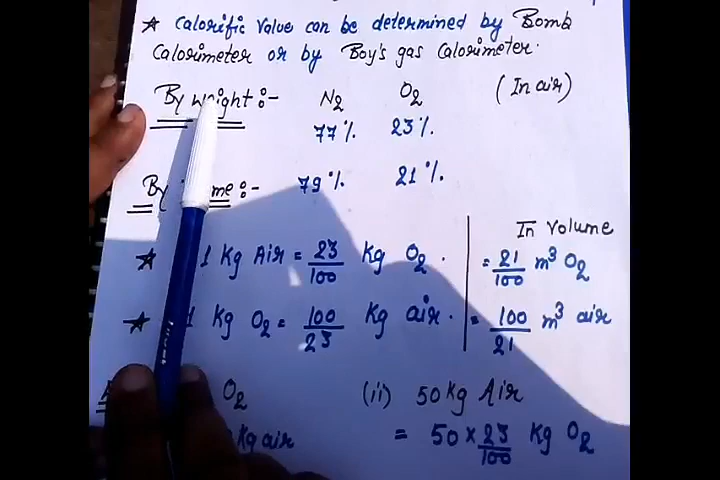 ★ Calorific Value can be determined by Bomb
Calorimeter or by Boy's gas Calorimeter.
By weight :- N2 O2 (In air)
77% 23%.
By me :- 79% 21%.
In Volume
★ 1 Kg Air = 23/100 Kg O2. = 21/100 m³ O2
★ 1 Kg O2 = 100/23 Kg air. = 100/21 m³ air
O2 (ii) 50Kg Air
Kg air = 50 × 23/100 Kg O2